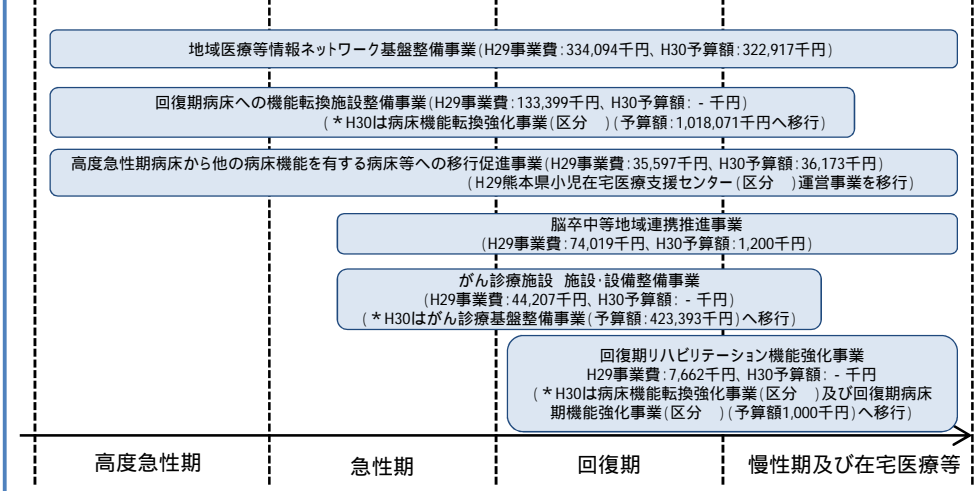 地域医療等情報ネットワーク基盤整備事業(H29事業費:334,094千円、H30予算額:322,917千円)
回復期病床への機能転換施設整備事業(H29事業費:133,399千円、H30予算額: - 千円)
(*H30は病床機能転換強化事業(区分　)(予算額:1,018,071千円へ移行)
高度急性期病床から他の病床機能を有する病床等への移行促進事業(H29事業費:35,597千円、H30予算額:36,173千円)
(H29熊本県小児在宅医療支援センター(区分　)運営事業を移行)
脳卒中等地域連携推進事業
(H29事業費:74,019千円、H30予算額:1,200千円)
がん診療施設 施設・設備整備事業
(H29事業費:44,207千円、H30予算額: - 千円)
(*H30はがん診療基盤整備事業(予算額:423,393千円)へ移行)
回復期リハビリテーション機能強化事業
H29事業費:7,662千円、H30予算額: - 千円
(*H30は病床機能転換強化事業(区分　)及び回復期病床
期機能強化事業(区分　)(予算額1,000千円)へ移行)
高度急性期 急性期 回復期 慢性期及び在宅医療等